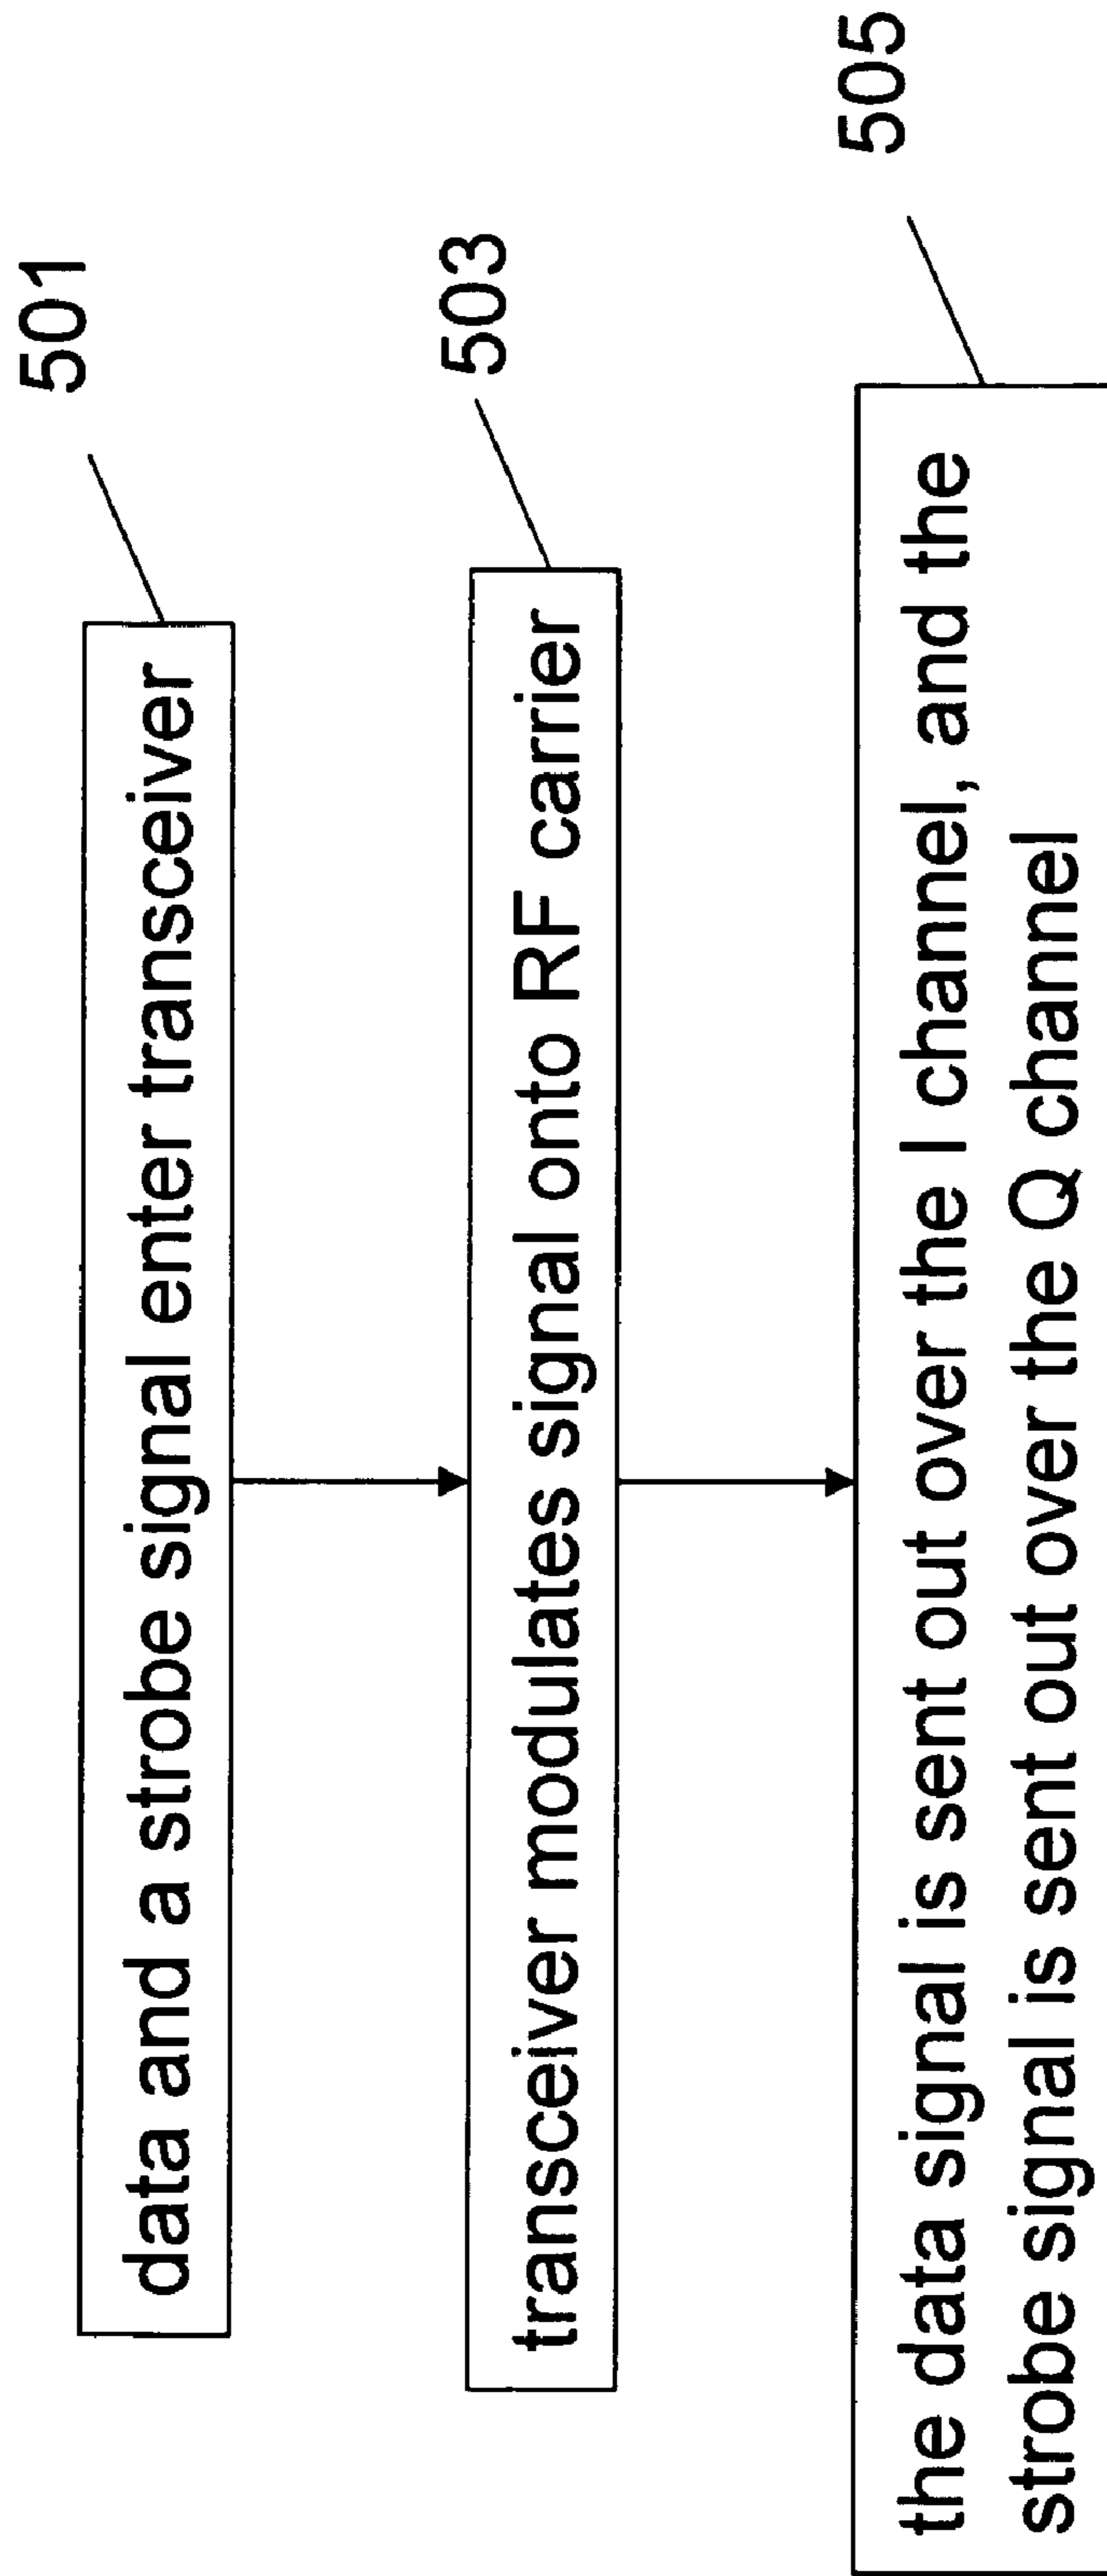 501
data and a strobe signal enter transceiver
503
transceiver modulates signal onto RF carrier
505
the data signal is sent out over the I channel, and the
strobe signal is sent out over the Q channel